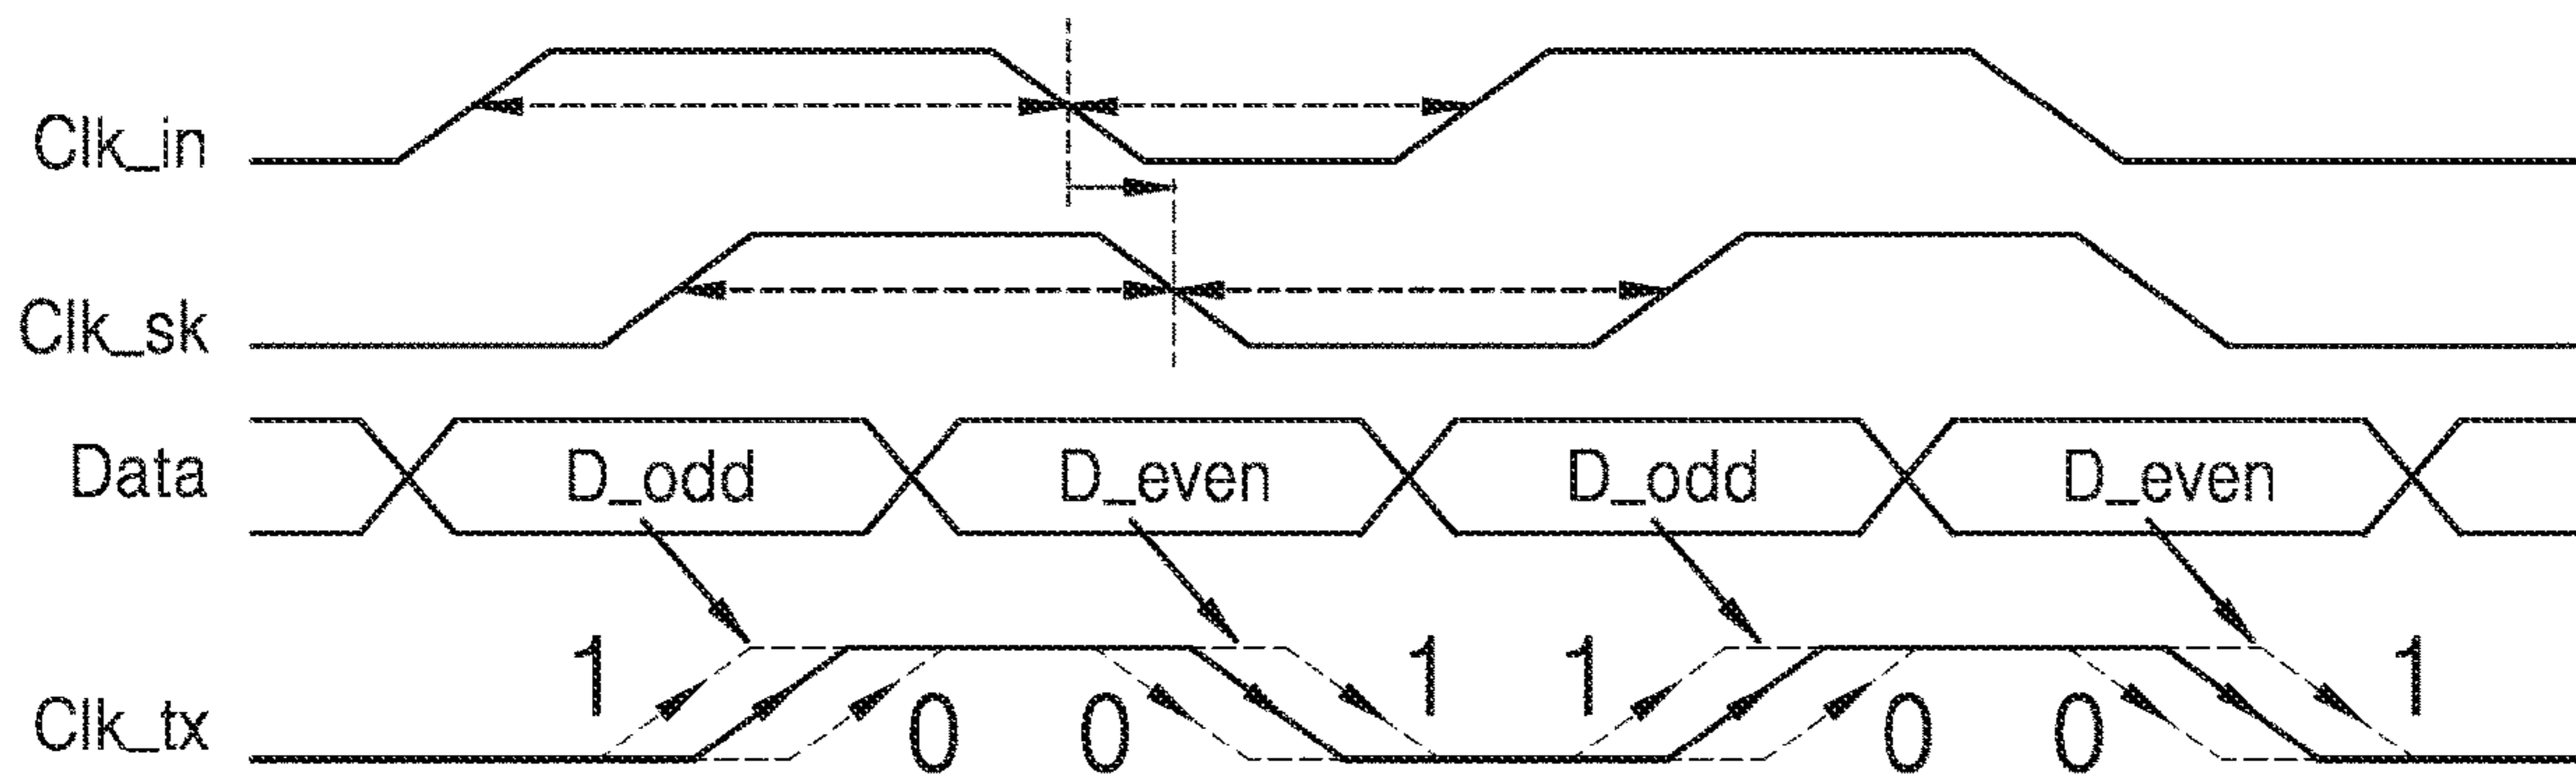 Clk_in
Clk_sk
Data D_odd D_even D_odd D_even
1 1 1 1
Clk_tx 0 0 0 0